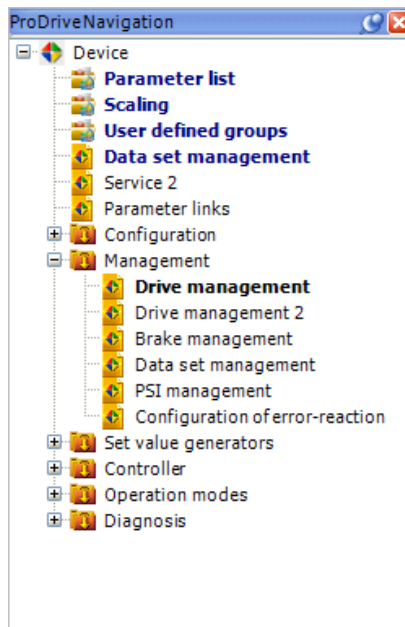 ProDriveNavigation
Device
Parameter list
Scaling
User defined groups
Data set management
Service 2
Parameter links
Configuration
Management
Drive management
Drive management 2
Brake management
Data set management
PSI management
Configuration of error-reaction
Set value generators
Controller
Operation modes
Diagnosis